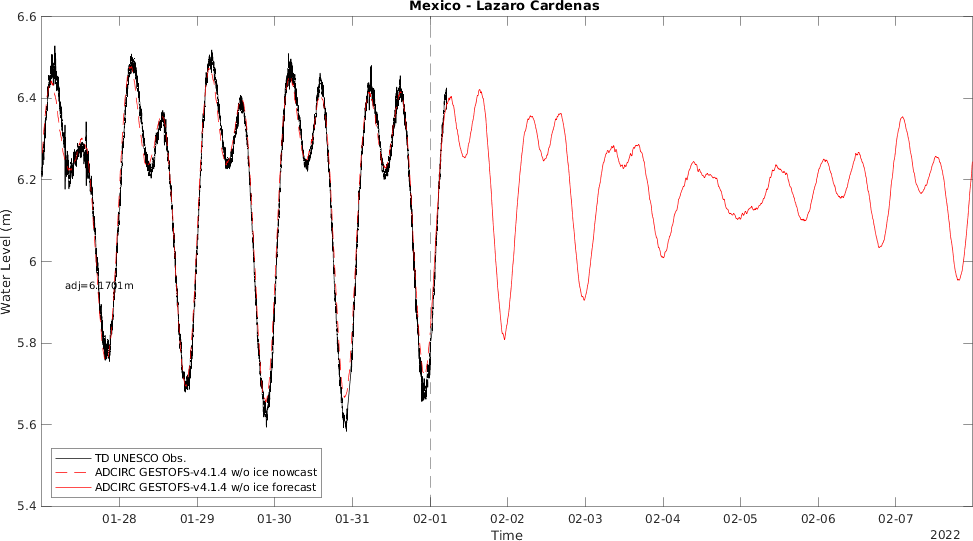 Mexico - Lazaro Cardenas
6.6
6.4
6.2
6
5.8
5.6
5.4
Water Level (m)
adj=6.1701m
TD UNESCO Obs.
ADCIRC GESTOFS-v4.1.4 w/o ice nowcast
ADCIRC GESTOFS-v4.1.4 w/o ice forecast
01-28 01-29 01-30 01-31 02-01 02-02 02-03 02-04 02-05 02-06 02-07
Time
2022